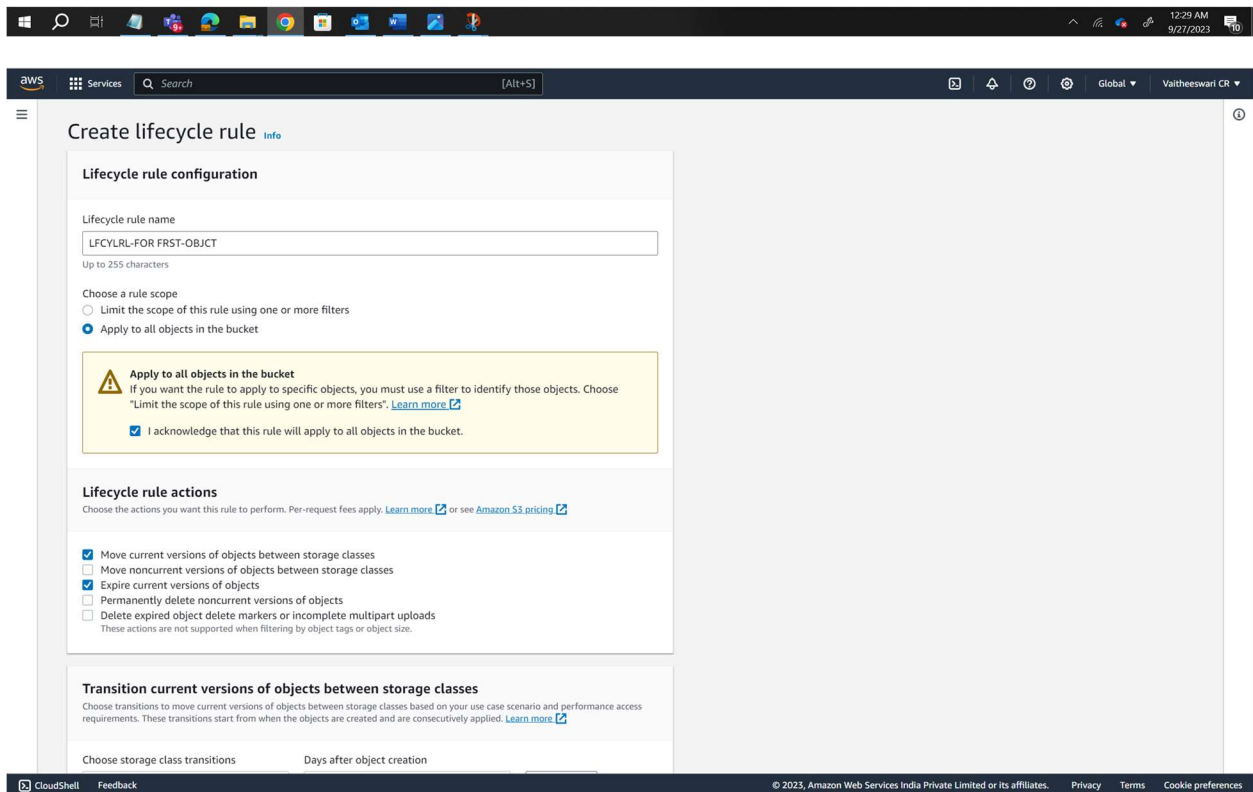 12:29 AM
9/27/2023
9+
10
aws
Services
Search
[Alt+S]
Global
Vaitheeswari CR
Create lifecycle rule Info
Lifecycle rule configuration
Lifecycle rule name
LFCYLRL-FOR FRST-OBJCT
Up to 255 characters
Choose a rule scope
Limit the scope of this rule using one or more filters
Apply to all objects in the bucket
Apply to all objects in the bucket
If you want the rule to apply to specific objects, you must use a filter to identify those objects. Choose
"Limit the scope of this rule using one or more filters". Learn more
I acknowledge that this rule will apply to all objects in the bucket.
Lifecycle rule actions
Choose the actions you want this rule to perform. Per-request fees apply. Learn more or see Amazon S3 pricing
Move current versions of objects between storage classes
Move noncurrent versions of objects between storage classes
Expire current versions of objects
Permanently delete noncurrent versions of objects
Delete expired object delete markers or incomplete multipart uploads
These actions are not supported when filtering by object tags or object size.
Transition current versions of objects between storage classes
Choose transitions to move current versions of objects between storage classes based on your use case scenario and performance access
requirements. These transitions start from when the objects are created and are consecutively applied. Learn more
Choose storage class transitions
Days after object creation
CloudShell Feedback
© 2023, Amazon Web Services India Private Limited or its affiliates. Privacy Terms Cookie preferences